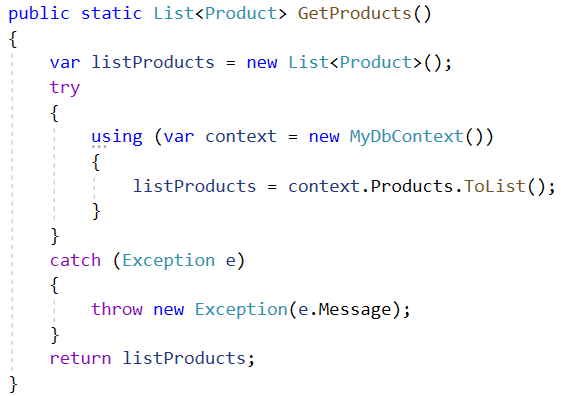 public static List<Product> GetProducts()
{
    var listProducts = new List<Product>();
    try
    {
        using (var context = new MyDbContext())
        {
            listProducts = context.Products.ToList();
        }
    }
    catch (Exception e)
    {
        throw new Exception(e.Message);
    }
    return listProducts;
}